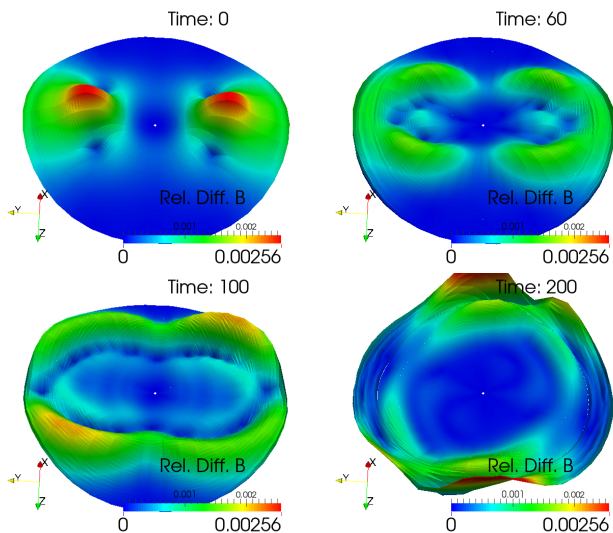 Time: 0
Rel. Diff. B
X
Y
Z
0.001
0.002
0
0.00256
Time: 60
Rel. Diff. B
X
Y
Z
0.001
0.002
0
0.00256
Time: 100
Rel. Diff. B
X
Y
Z
0.001
0.002
0
0.00256
Time: 200
Rel. Diff. B
X
Y
Z
0.001
0.002
0
0.00256